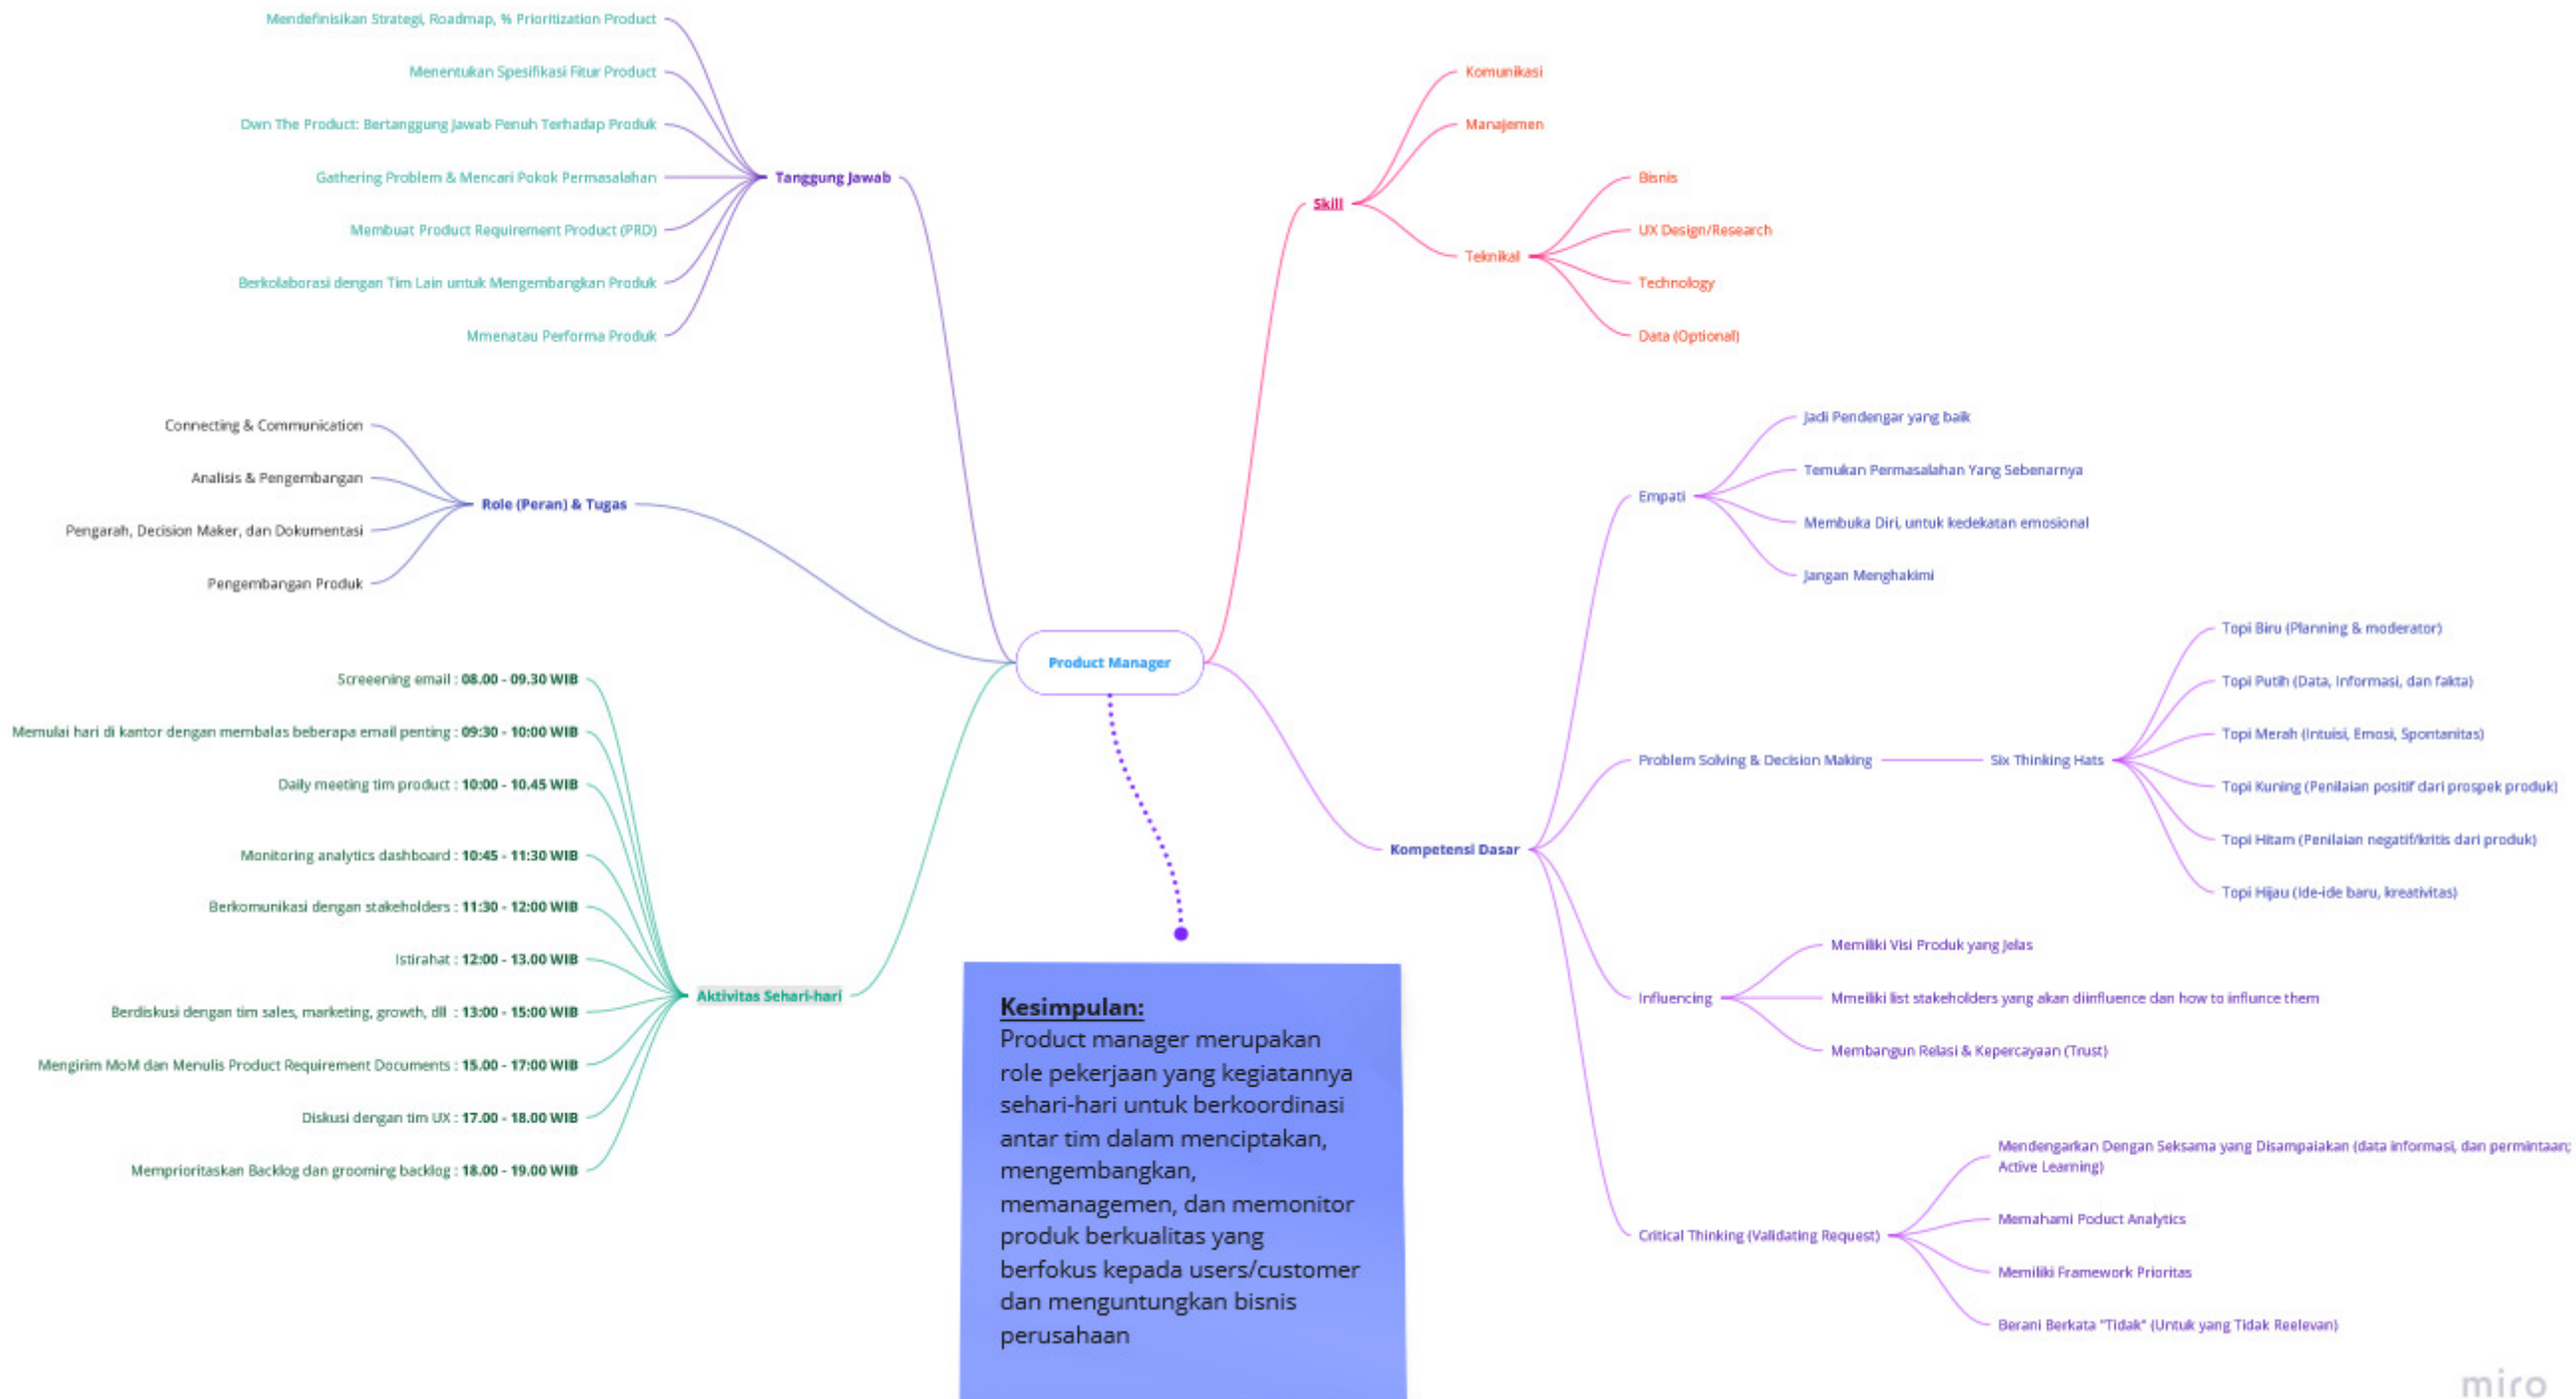 Mendefinisikan Strategi, Roadmap, % Prioritization Product
Menentukan Spesifikasi Fitur Product
Own The Product: Bertanggung Jawab Penuh Terhadap Produk
Gathering Problem & Mencari Pokok Permasalahan
Membuat Product Requirement Product (PRD)
Berkolaborasi dengan Tim Lain untuk Mengembangkan Produk
Mmenatau Performa Produk
Tanggung Jawab
Connecting & Communication
Analisis & Pengembangan
Pengarah, Decision Maker, dan Dokumentasi
Pengembangan Produk
Role (Peran) & Tugas
Screeening email : 08.00 - 09.30 WIB
Memulai hari di kantor dengan membalas beberapa email penting : 09:30 - 10:00 WIB
Daily meeting tim product : 10:00 - 10.45 WIB
Monitoring analytics dashboard : 10:45 - 11:30 WIB
Berkomunikasi dengan stakeholders : 11:30 - 12:00 WIB
Istirahat : 12:00 - 13.00 WIB
Berdiskusi dengan tim sales, marketing, growth, dll : 13:00 - 15:00 WIB
Mengirim MoM dan Menulis Product Requirement Documents : 15.00 - 17:00 WIB
Diskusi dengan tim UX : 17.00 - 18.00 WIB
Memprioritaskan Backlog dan grooming backlog : 18.00 - 19.00 WIB
Aktivitas Sehari-hari
Product Manager
Kesimpulan:
Product manager merupakan
role pekerjaan yang kegiatannya
sehari-hari untuk berkoordinasi
antar tim dalam menciptakan,
mengembangkan,
memanagemen, dan memonitor
produk berkualitas yang
berfokus kepada users/customer
dan menguntungkan bisnis
perusahaan
Skill
Komunikasi
Manajemen
Teknikal
Bisnis
UX Design/Research
Technology
Data (Optional)
Kompetensi Dasar
Empati
Jadi Pendengar yang baik
Temukan Permasalahan Yang Sebenarnya
Membuka Diri, untuk kedekatan emosional
Jangan Menghakimi
Problem Solving & Decision Making
Six Thinking Hats
Topi Biru (Planning & moderator)
Topi Putih (Data, Informasi, dan fakta)
Topi Merah (Intuisi, Emosi, Spontanitas)
Topi Kuning (Penilaian positif dari prospek produk)
Topi Hitam (Penilaian negatif/kritis dari produk)
Topi Hijau (Ide-ide baru, kreativitas)
Influencing
Memiliki Visi Produk yang Jelas
Mmeiliki list stakeholders yang akan diinfluence dan how to influnce them
Membangun Relasi & Kepercayaan (Trust)
Critical Thinking (Validating Request)
Mendengarkan Dengan Seksama yang Disampaiakan (data informasi, dan permintaan;
Active Learning)
Memahami Poduct Analytics
Memiliki Framework Prioritas
Berani Berkata "Tidak" (Untuk yang Tidak Reelevan)
miro